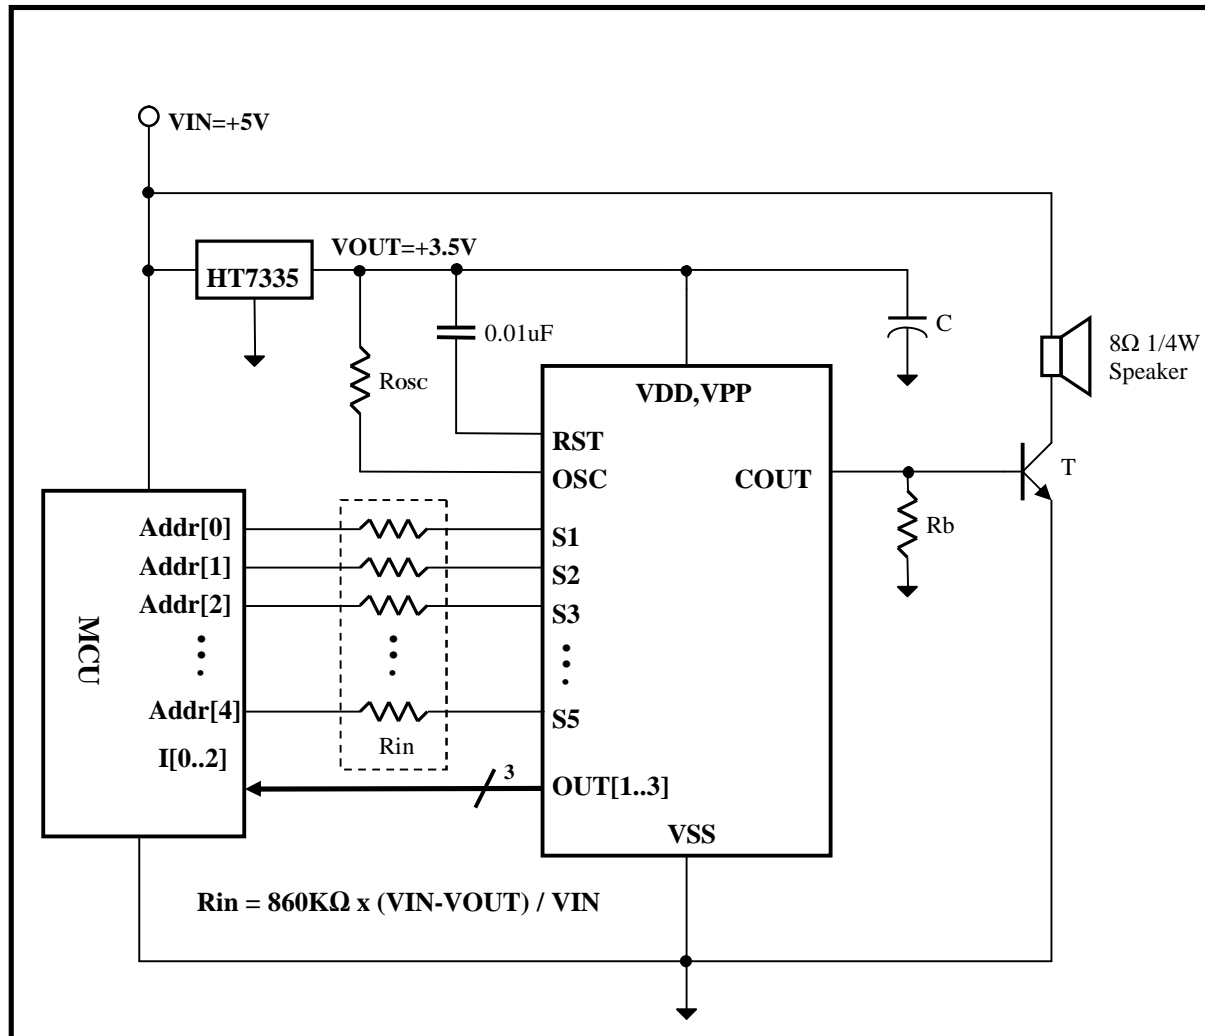 VIN=+5V
VOUT=+3.5V
HT7335
0.01uF
C
8Ω 1/4W
Speaker
Rosc
VDD,VPP
RST
OSC
COUT
T
Rb
Addr[0]
S1
Addr[1]
S2
Addr[2]
S3
MCU
Addr[4]
S5
Rin
I[0..2]
3
OUT[1..3]
VSS
Rin = 860KΩ x (VIN-VOUT) / VIN